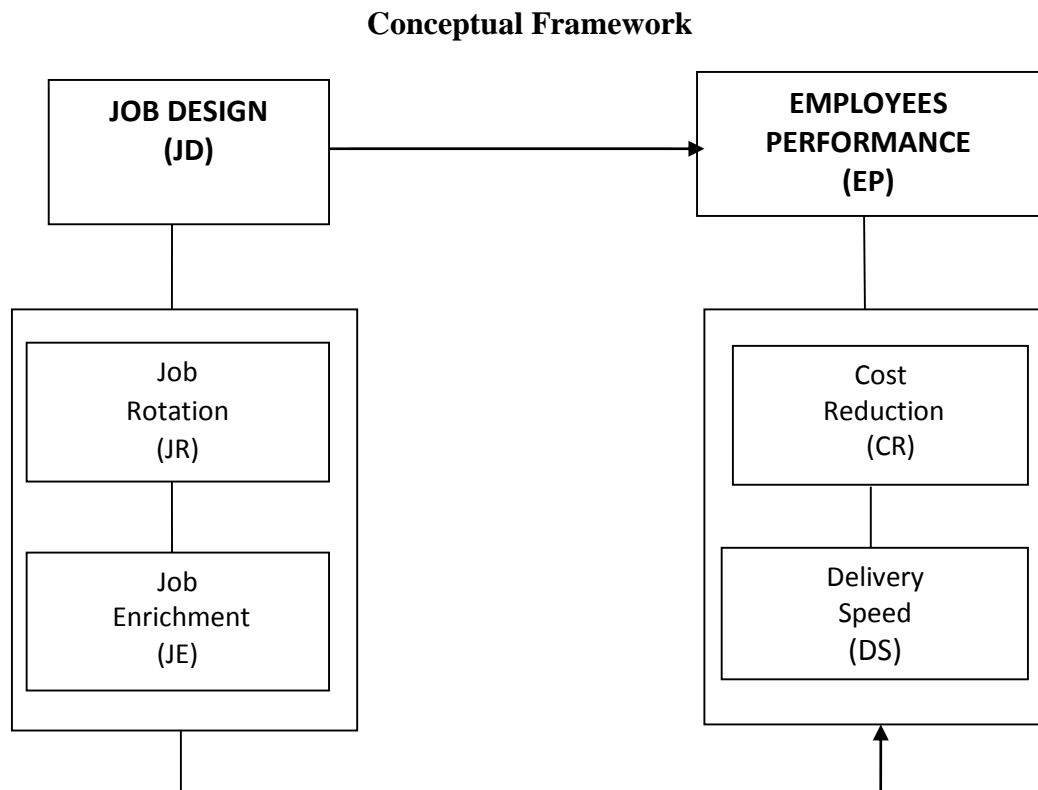 Conceptual Framework
JOB DESIGN
(JD)
EMPLOYEES
PERFORMANCE
(EP)
Job
Rotation
(JR)
Job
Enrichment
(JE)
Cost
Reduction
(CR)
Delivery
Speed
(DS)